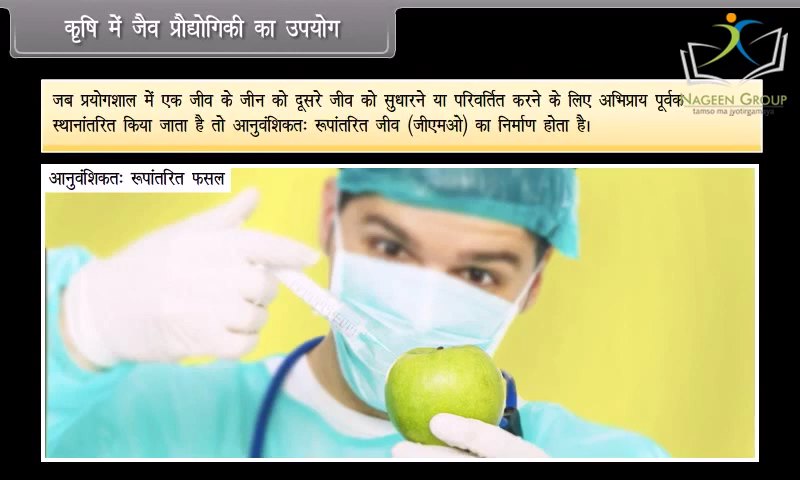 कृषि में जैव प्रौद्योगिकी का उपयोग
जब प्रयोगशाल में एक जीव के जीन को दूसरे जीव को सुधारने या परिवर्तित करने के लिए अभिप्राय पूर्वक
स्थानांतरित किया जाता है तो आनुवंशिकतः रूपांतरित जीव (जीएमओ) का निर्माण होता है।
NAGEEN GROUP
tamso ma jyotirgamaya
आनुवंशिकतः रूपांतरित फसल